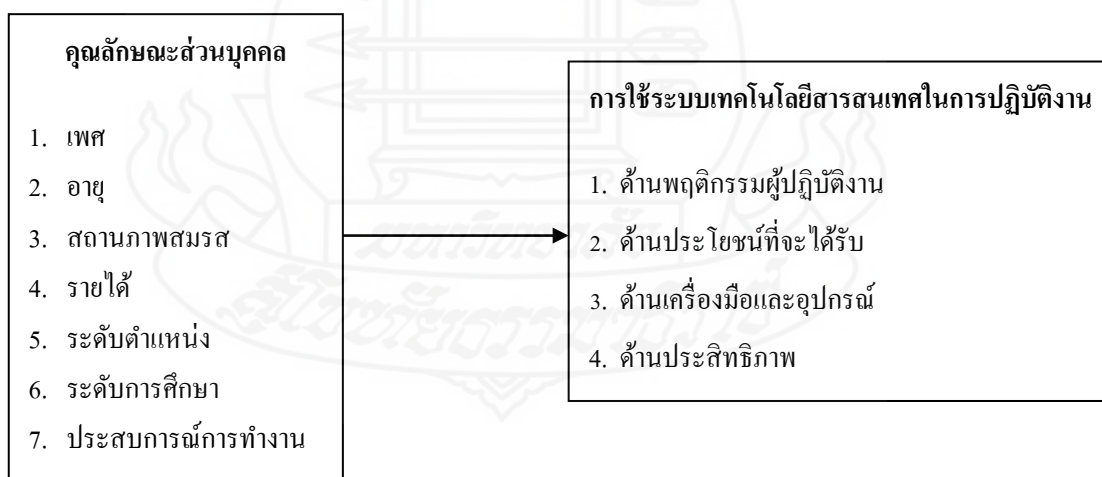 คุณลักษณะส่วนบุคคล
1. เพศ
2. อายุ
3. สถานภาพสมรส
4. รายได้
5. ระดับตำแหน่ง
6. ระดับการศึกษา
7. ประสบการณ์การทำงาน
การใช้ระบบเทคโนโลยีสารสนเทศในการปฏิบัติงาน
1. ด้านพฤติกรรมผู้ปฏิบัติงาน
2. ด้านประโยชน์ที่จะได้รับ
3. ด้านเครื่องมือและอุปกรณ์
4. ด้านประสิทธิภาพ